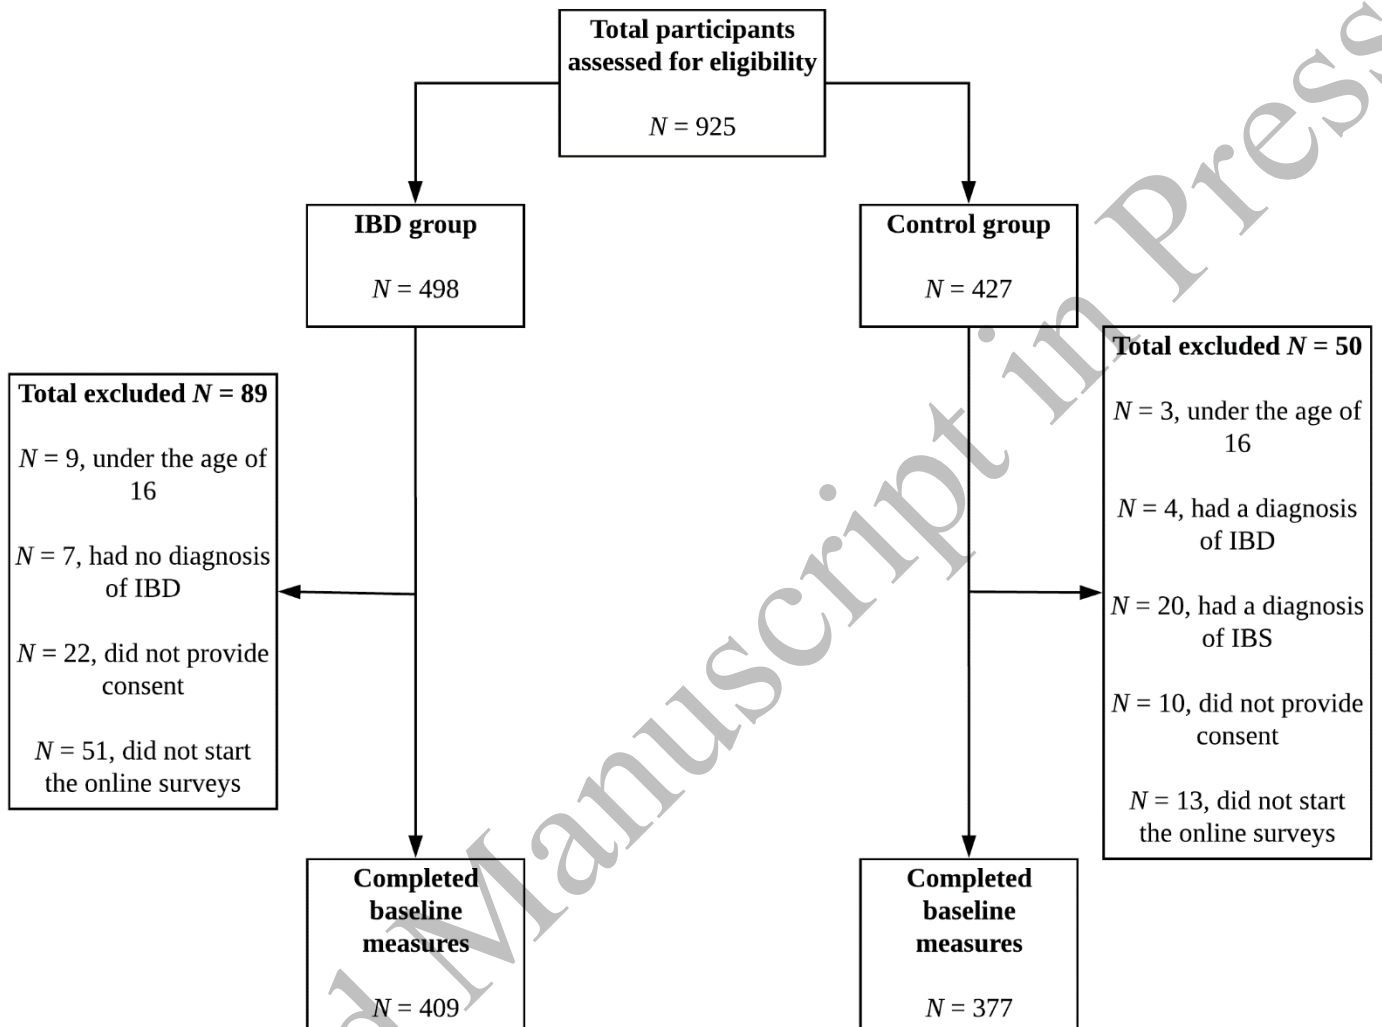 Total participants
assessed for eligibility
N = 925
IBD group
N = 498
Control group
N = 427
Total excluded N = 89
N = 9, under the age of
16
N = 7, had no diagnosis
of IBD
N = 22, did not provide
consent
N = 51, did not start
the online surveys
Total excluded N = 50
N = 3, under the age of
16
N = 4, had a diagnosis
of IBD
N = 20, had a diagnosis
of IBS
N = 10, did not provide
consent
N = 13, did not start
the online surveys
Completed
baseline
measures
N = 409
Completed
baseline
measures
N = 377
Manuscript in Press